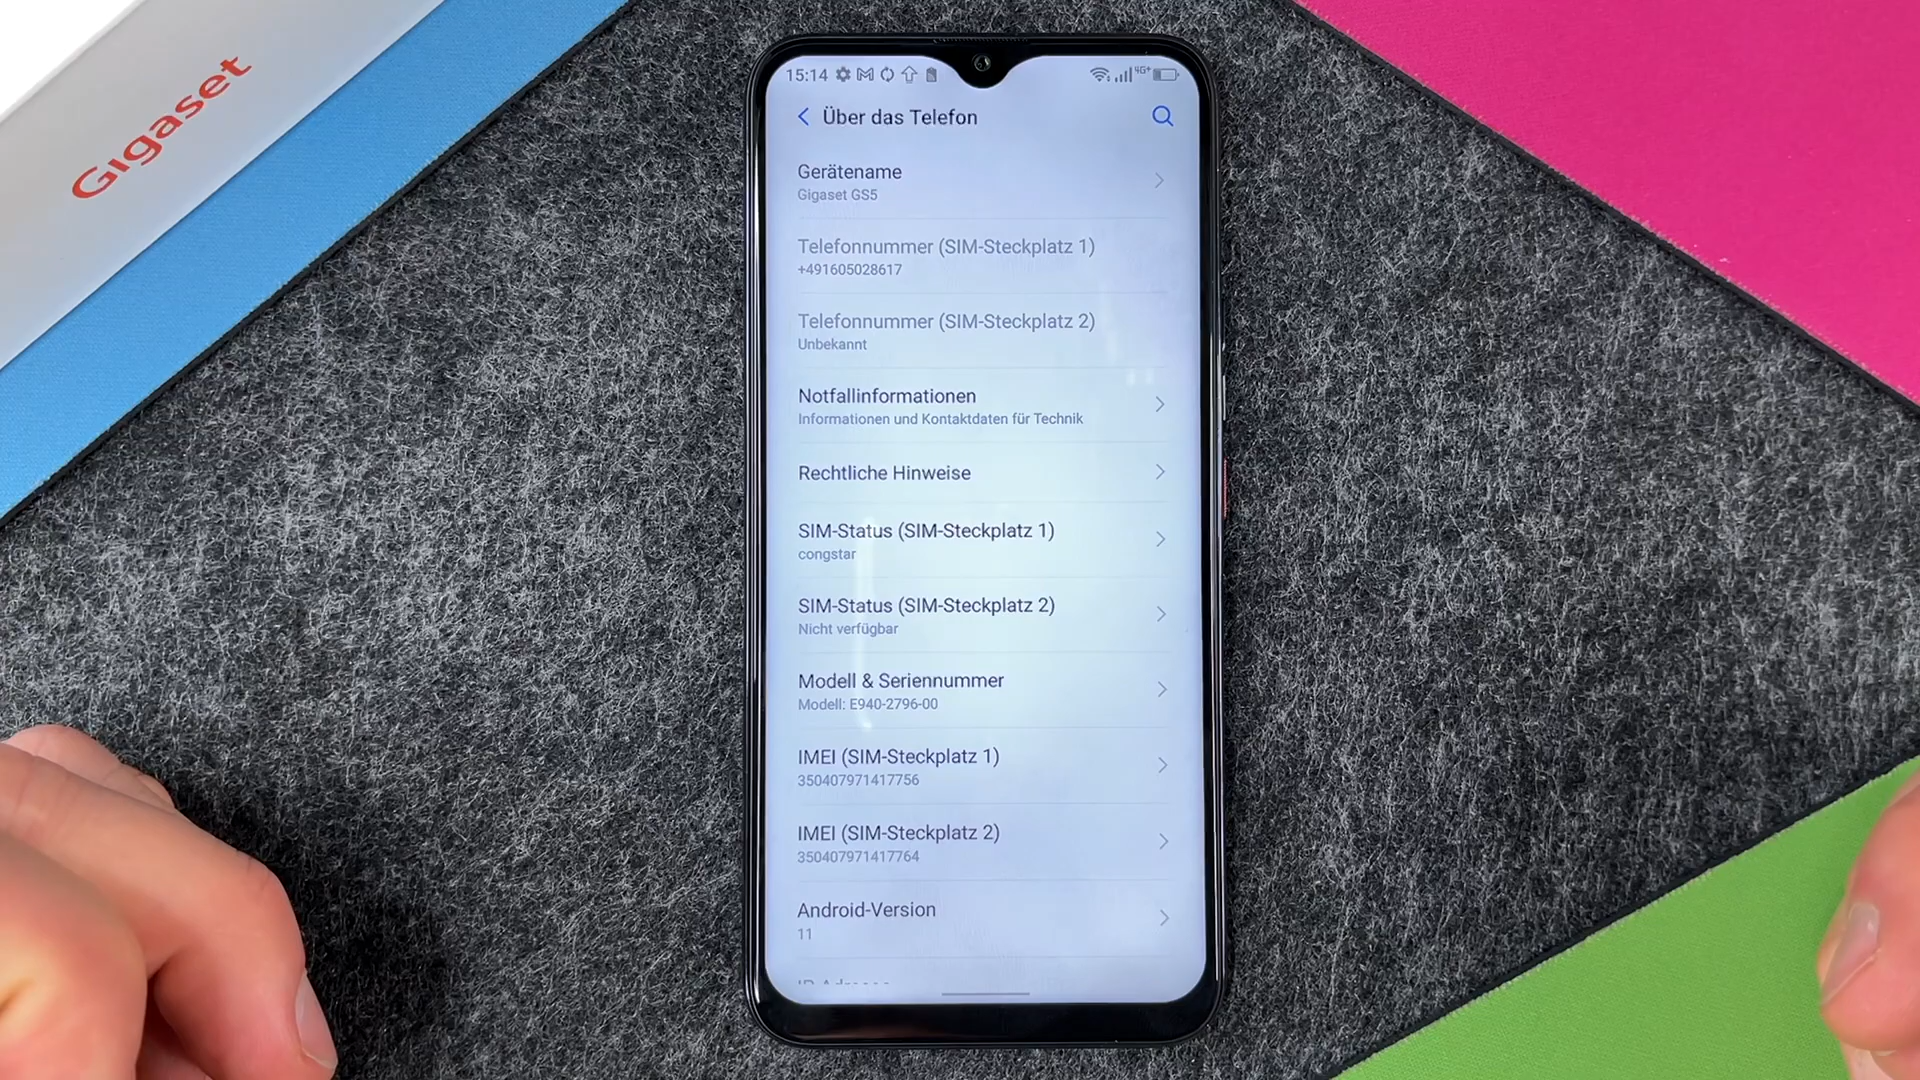 Gigaset
15:14
4G+
Über das Telefon
Gerätename
Gigaset GS5
Telefonnummer (SIM-Steckplatz 1)
+491605028617
Telefonnummer (SIM-Steckplatz 2)
Unbekannt
Notfallinformationen
Informationen und Kontaktdaten für Technik
Rechtliche Hinweise
SIM-Status (SIM-Steckplatz 1)
congstar
SIM-Status (SIM-Steckplatz 2)
Nicht verfügbar
Modell & Seriennummer
Modell: E940-2796-00
IMEI (SIM-Steckplatz 1)
350407971417756
IMEI (SIM-Steckplatz 2)
350407971417764
Android-Version
11